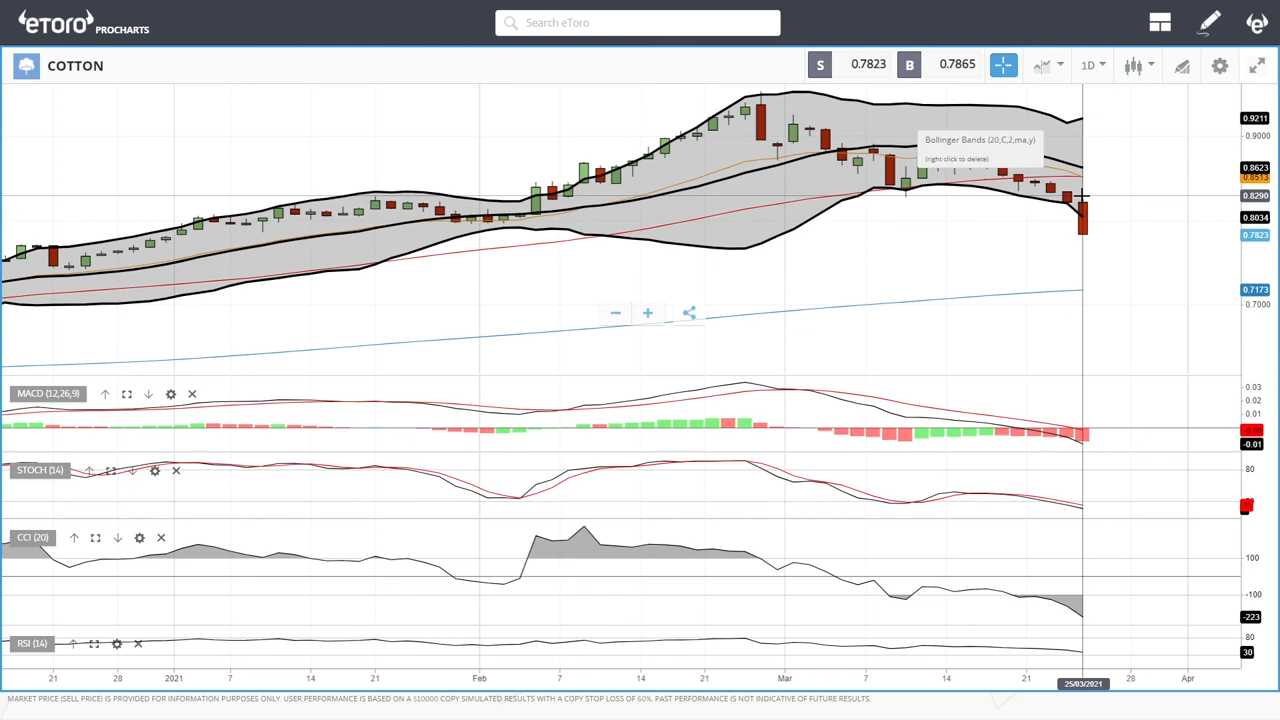 eTORO PROCHARTS
Search eToro
COTTON
S 0.7823 B 0.7865
1D
Bollinger Bands (20,C,2,ma,y)
(right click to delete)
0.9211
0.9000
0.8623
0.8513
0.8290
0.8034
0.7823
0.7173
0.7000
MACD (12,26,9)
0.03
0.02
0.01
-0.01
STOCH (14)
80
CCI (20)
100
-100
-223
RSI (14)
80
30
21 28 2021 7 14 21 Feb 7 14 21 Mar 7 14 21 28 Apr
25/03/2021
MARKET PRICE (SELL PRICE) IS PROVIDED FOR INFORMATION PURPOSES ONLY. USER PERFORMANCE IS BASED ON A $10000 COPY SIMULATED RESULTS WITH A COPY STOP LOSS OF 60%. PAST PERFORMANCE IS NOT INDICATIVE OF FUTURE RESULTS.